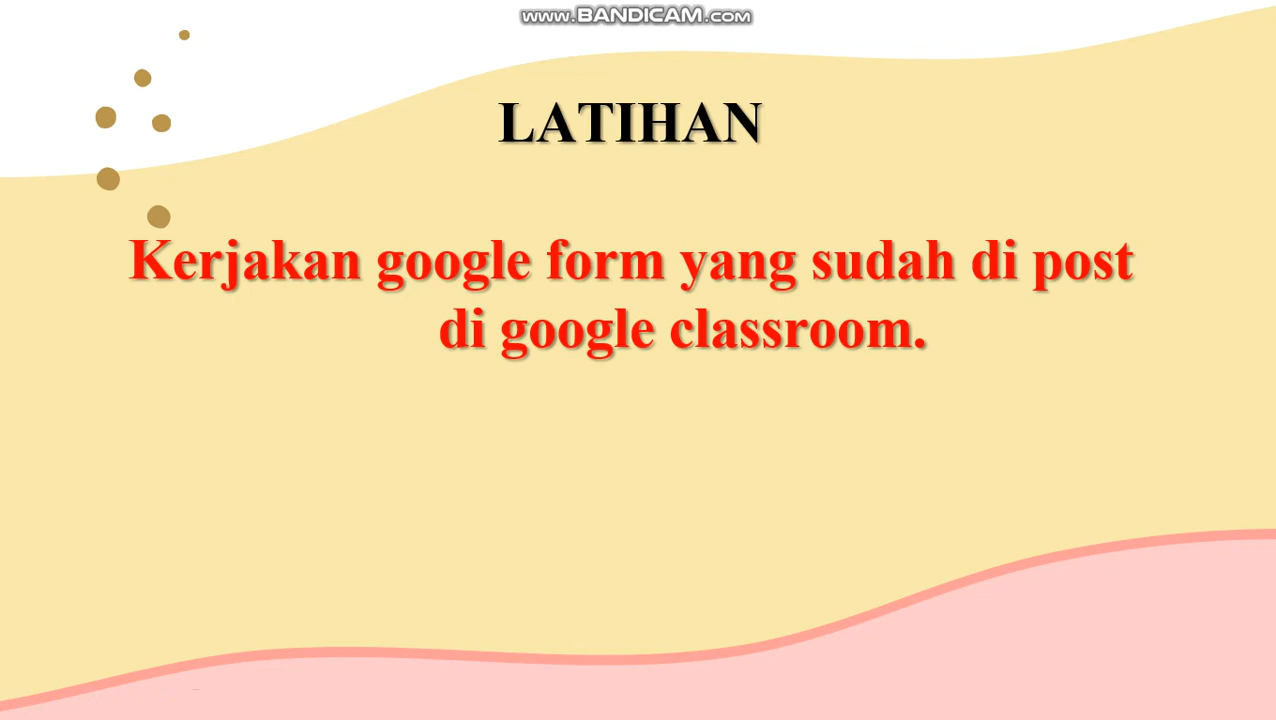 www.BANDICAM.com
LATIHAN
Kerjakan google form yang sudah di post
di google classroom.